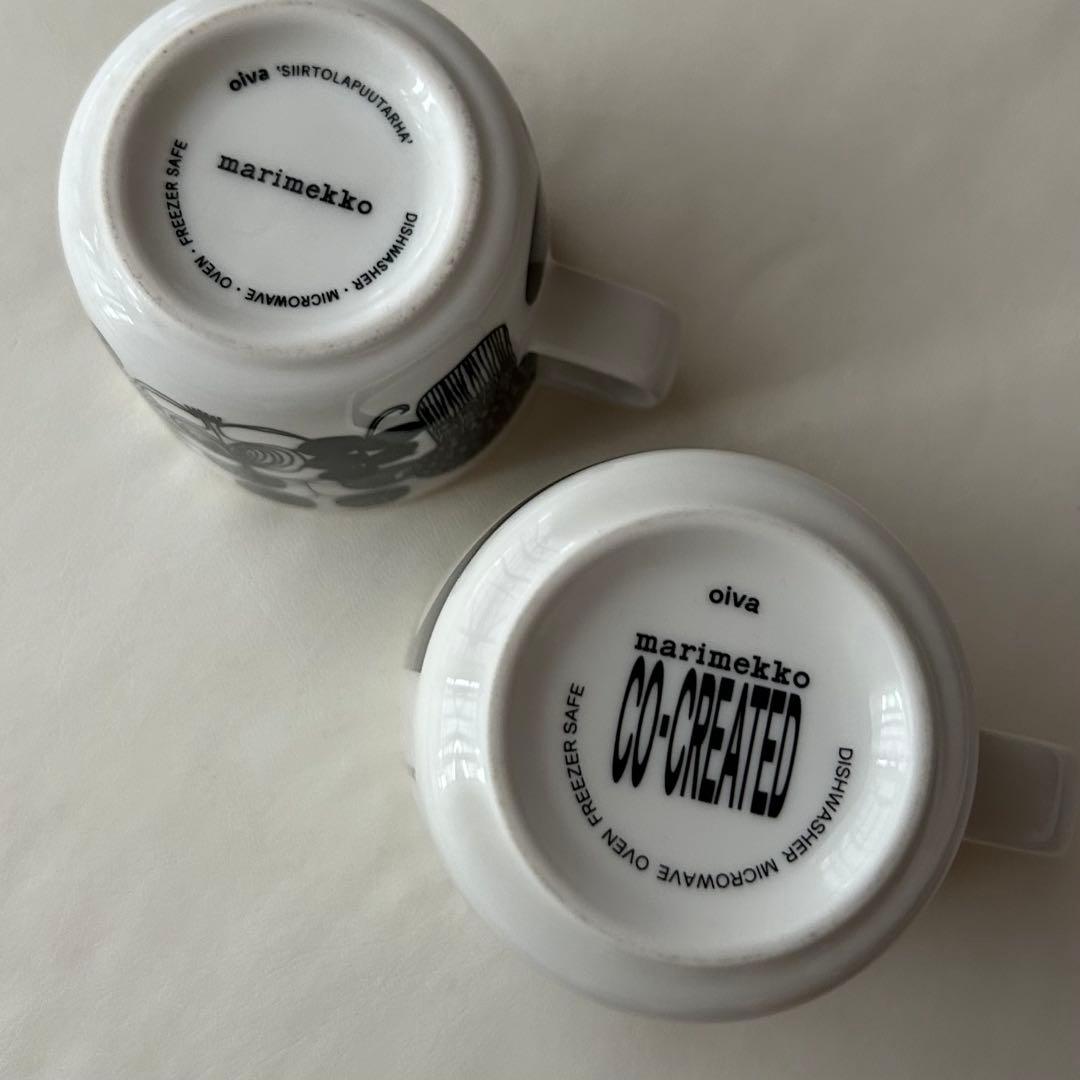 oiva 'SIIRTOLAPUUTARHA'
marimekko
DISHWASHER · MICROWAVE · OVEN · FREEZER SAFE
oiva
marimekko
CO-CREATED
DISHWASHER MICROWAVE OVEN FREEZER SAFE